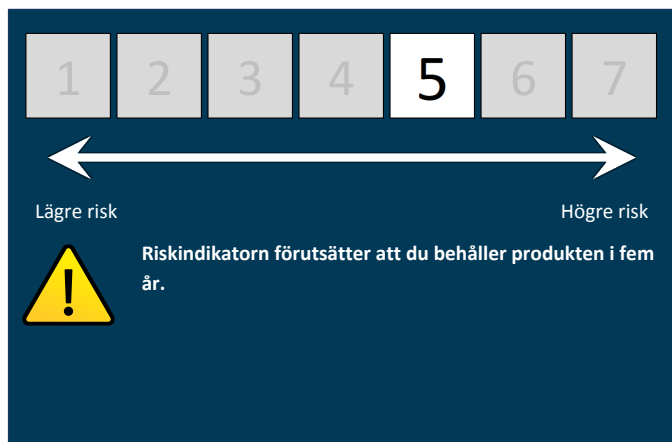 1 2 3 4 5 6 7
Lägre risk Högre risk
!
Riskindikatorn förutsätter att du behåller produkten i fem
år.